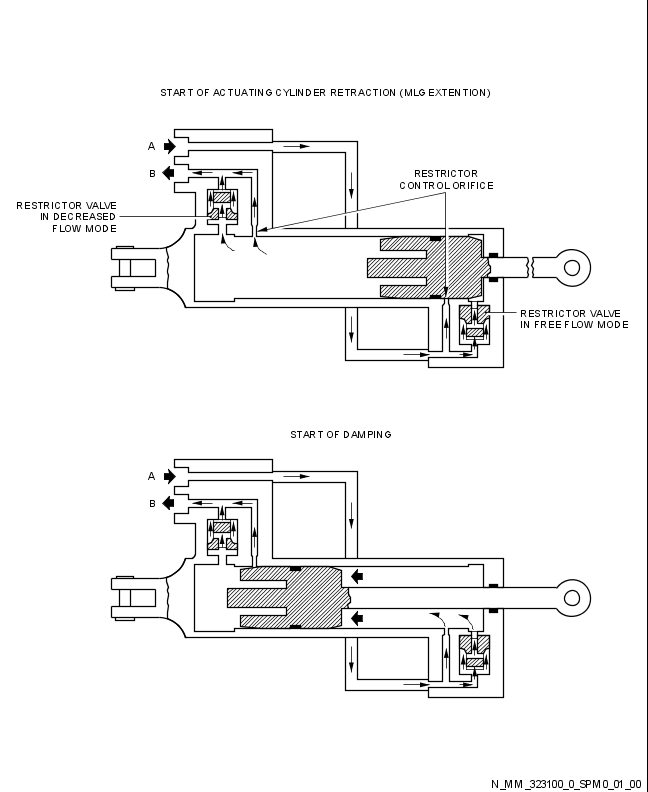 START OF ACTUATING CYLINDER RETRACTION (MLG EXTENTION)
A
B
RESTRICTOR
CONTROL ORIFICE
RESTRICTOR VALVE
IN DECREASED
FLOW MODE
RESTRICTOR VALVE
IN FREE FLOW MODE
START OF DAMPING
A
B
N_MM_323100_0_SPM0_01_00